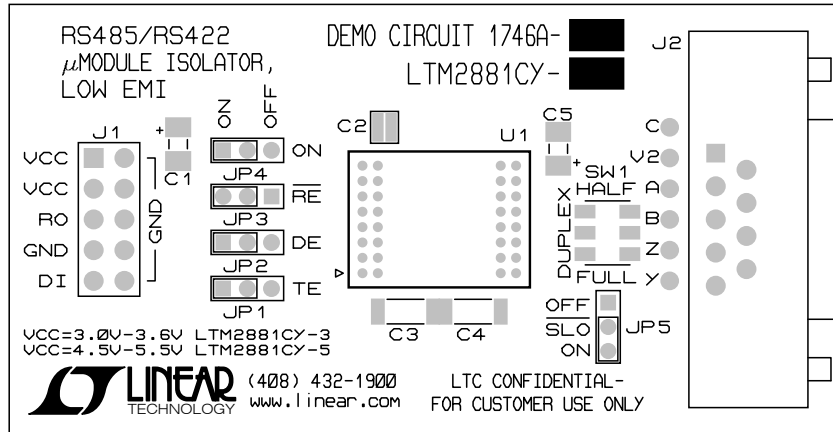 RS485/RS422
µMODULE ISOLATOR,
LOW EMI
DEMO CIRCUIT 1746A-
LTM2881CY-
J2
ON OFF
J1
VCC
VCC
RO
GND
DI
GND
+
C1
ON
JP4
RE
JP3
DE
JP2
TE
JP1
C2
U1
C5
+
SW1
HALF
DUPLEX
FULL
C
V2
A
B
Z
Y
C3
C4
OFF
SLO
ON
JP5
VCC=3.0V-3.6V LTM2881CY-3
VCC=4.5V-5.5V LTM2881CY-5
LT LINEAR
TECHNOLOGY
(408) 432-1900
www.linear.com
LTC CONFIDENTIAL-
FOR CUSTOMER USE ONLY